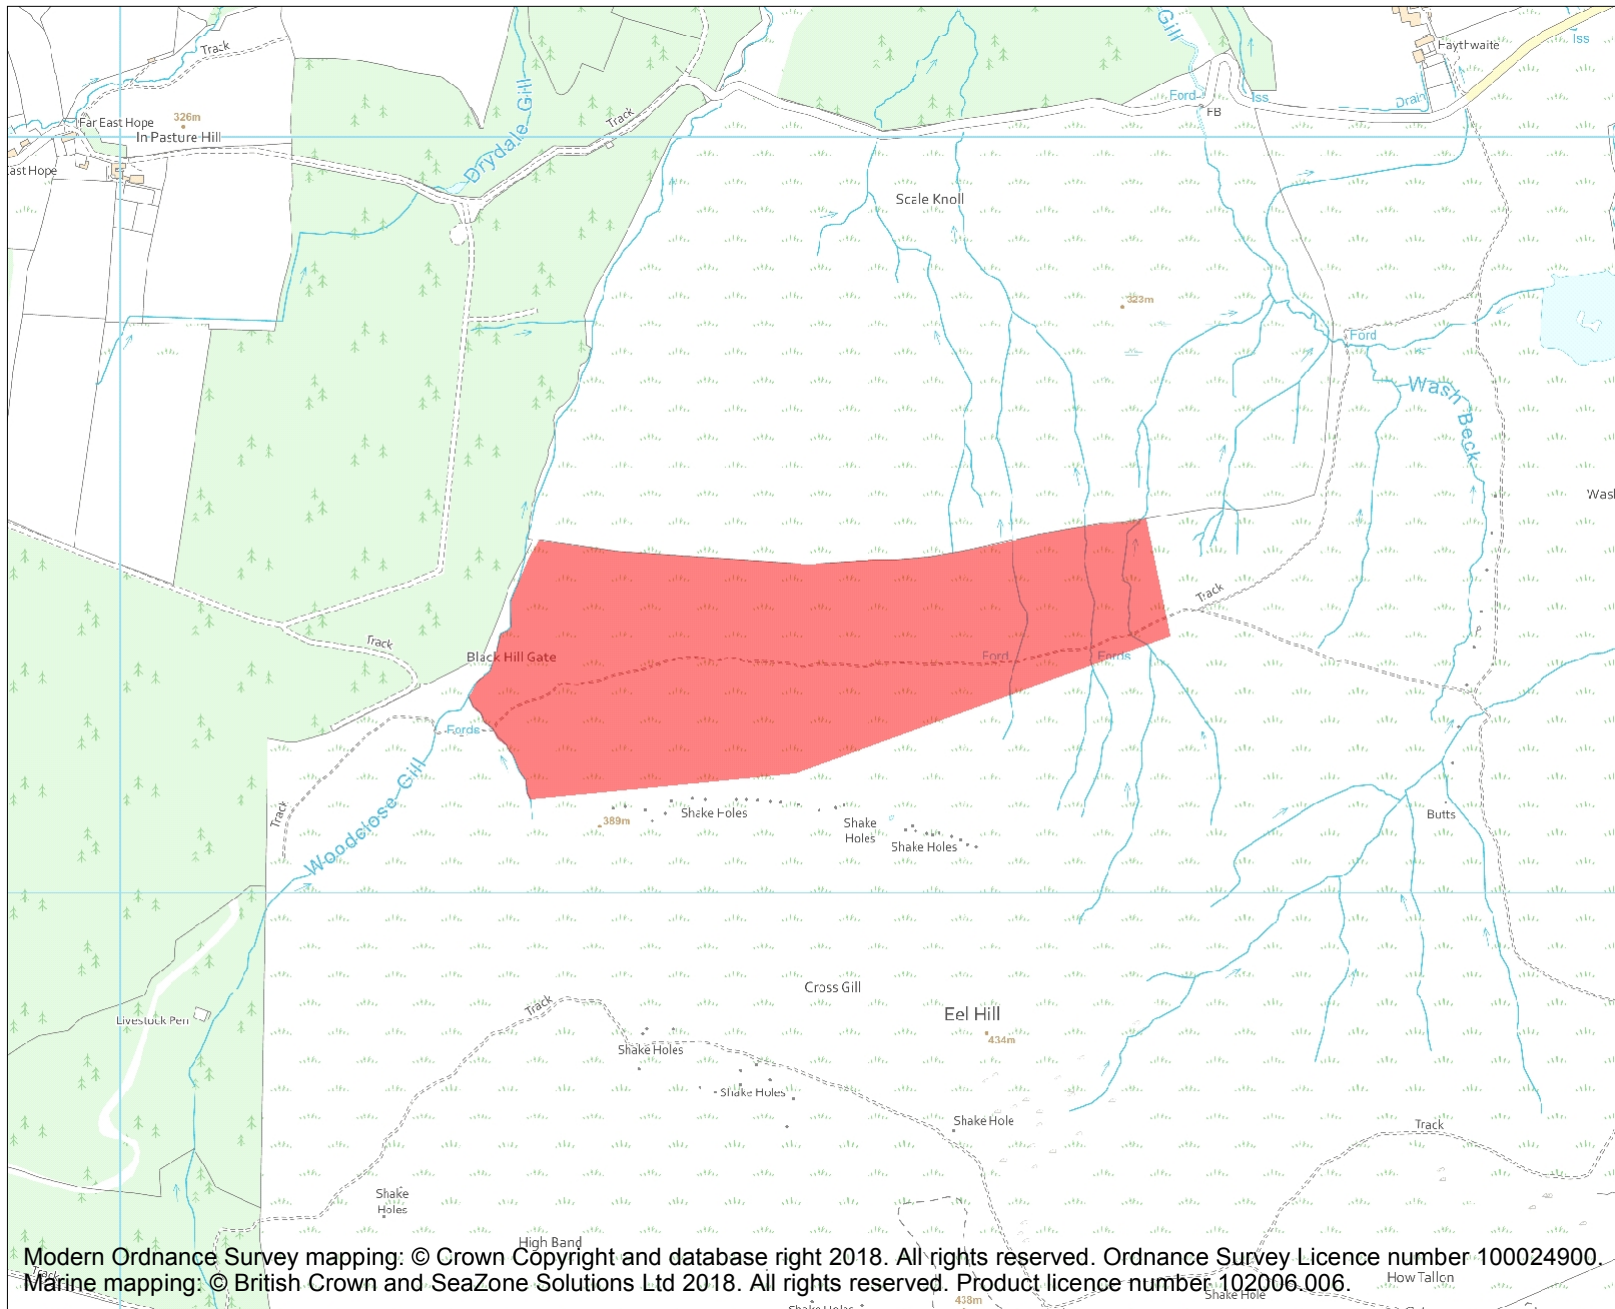 Gill
Faythwaite
Iss
Track
Drydale Gill
Ford
Iss
Drain
FB
326m
Far East Hope
In Pasture Hill
Track
East Hope
Scale Knoll
323m
Ford
Wash Beck
Track
Track
Black Hill Gate
Ford
Fords
Fords
Track
Woodclose Gill
389m
Shake Holes
Shake
Holes
Shake Holes
Butts
Cross Gill
Eel Hill
434m
Track
Livestock Pen
Shake Holes
Shake Holes
Shake Hole
Track
Shake
Holes
High Band
Modern Ordnance Survey mapping: © Crown Copyright and database right 2018. All rights reserved. Ordnance Survey Licence number 100024900.
Marine mapping: © British Crown and SeaZone Solutions Ltd 2018. All rights reserved. Product licence number 102006.006.
Track
How Tallon
Shake Hole
438m
Shake Holes